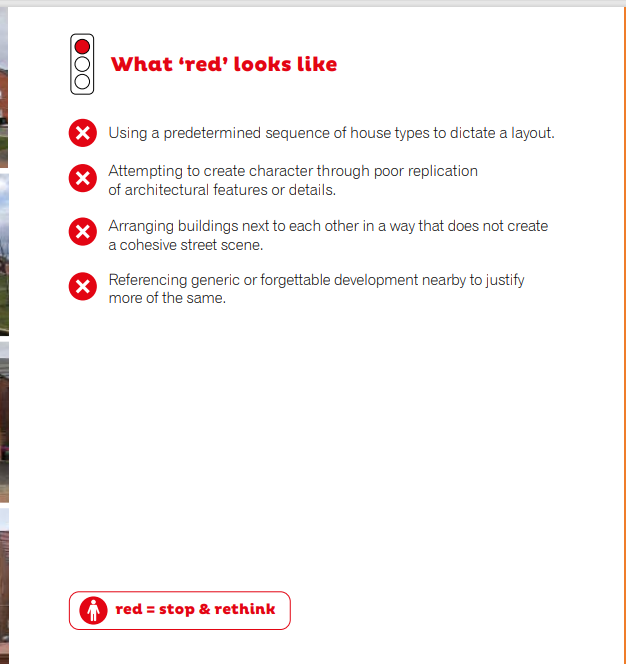 What ‘red’ looks like
Using a predetermined sequence of house types to dictate a layout.
Attempting to create character through poor replication
of architectural features or details.
Arranging buildings next to each other in a way that does not create
a cohesive street scene.
Referencing generic or forgettable development nearby to justify
more of the same.
red = stop & rethink